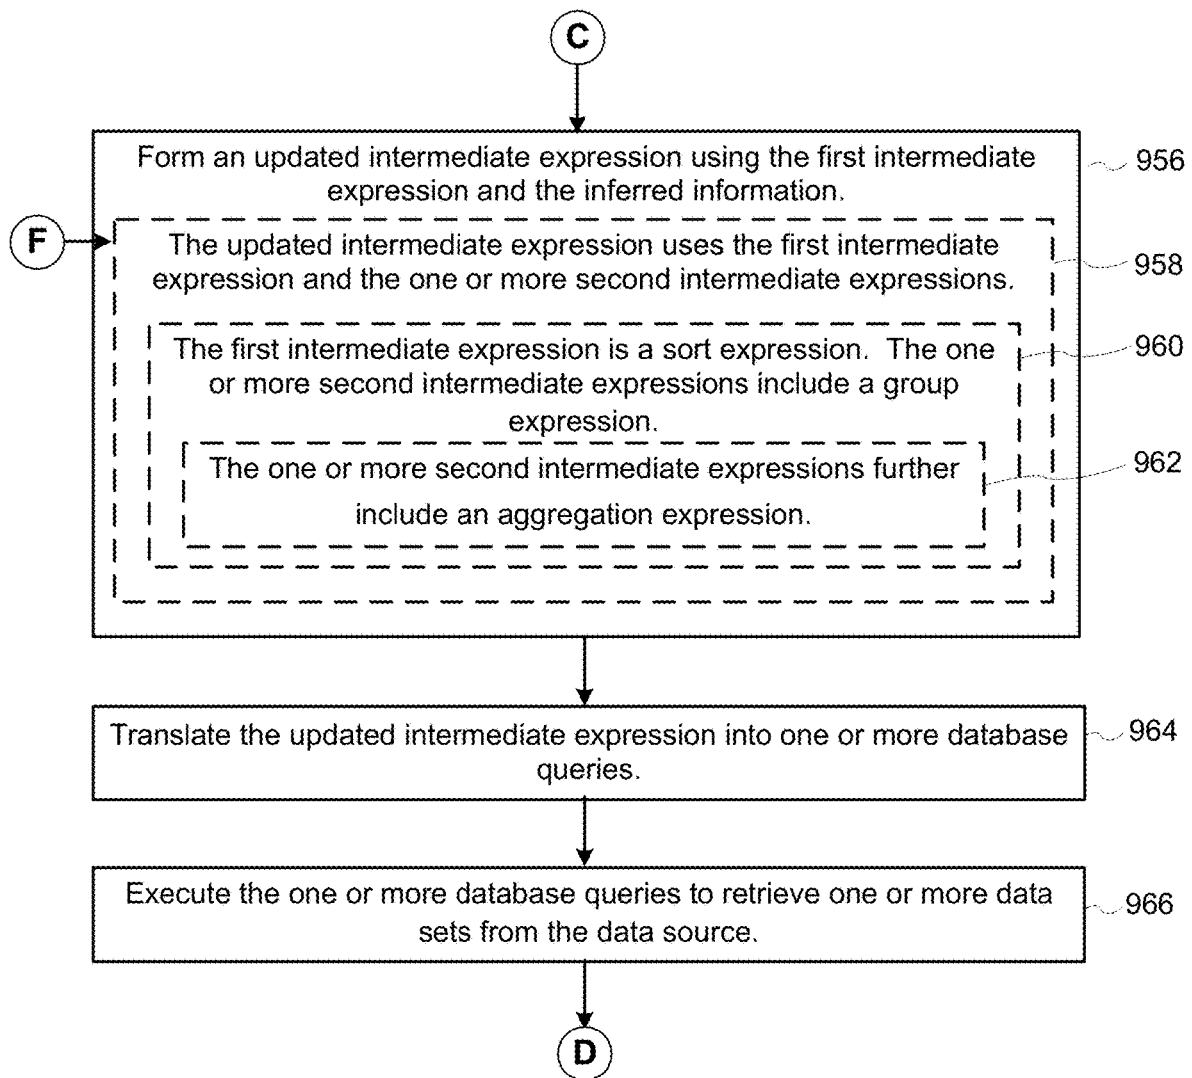 C
Form an updated intermediate expression using the first intermediate
expression and the inferred information.
956
F
The updated intermediate expression uses the first intermediate
expression and the one or more second intermediate expressions.
958
The first intermediate expression is a sort expression. The one
or more second intermediate expressions include a group
expression.
960
The one or more second intermediate expressions further
include an aggregation expression.
962
Translate the updated intermediate expression into one or more database
queries.
964
Execute the one or more database queries to retrieve one or more data
sets from the data source.
966
D